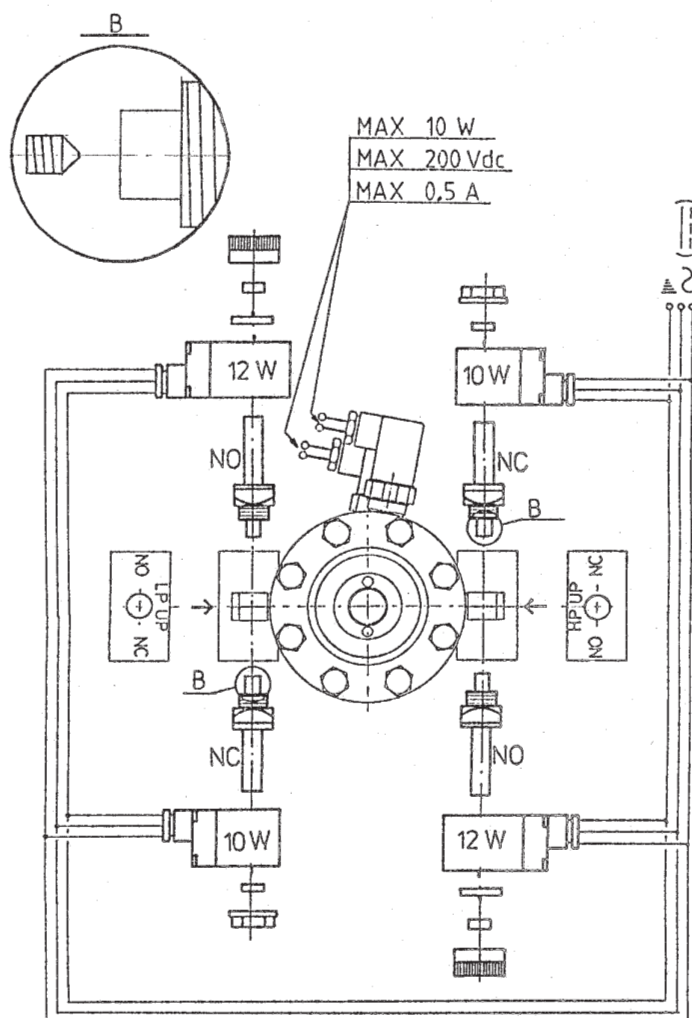 B
MAX 10 W
MAX 200 Vdc
MAX 0,5 A
12 W
10 W
NO
NC
B
NO
LP UP
NC
NC
HP UP
NO
B
NC
NO
10 W
12 W